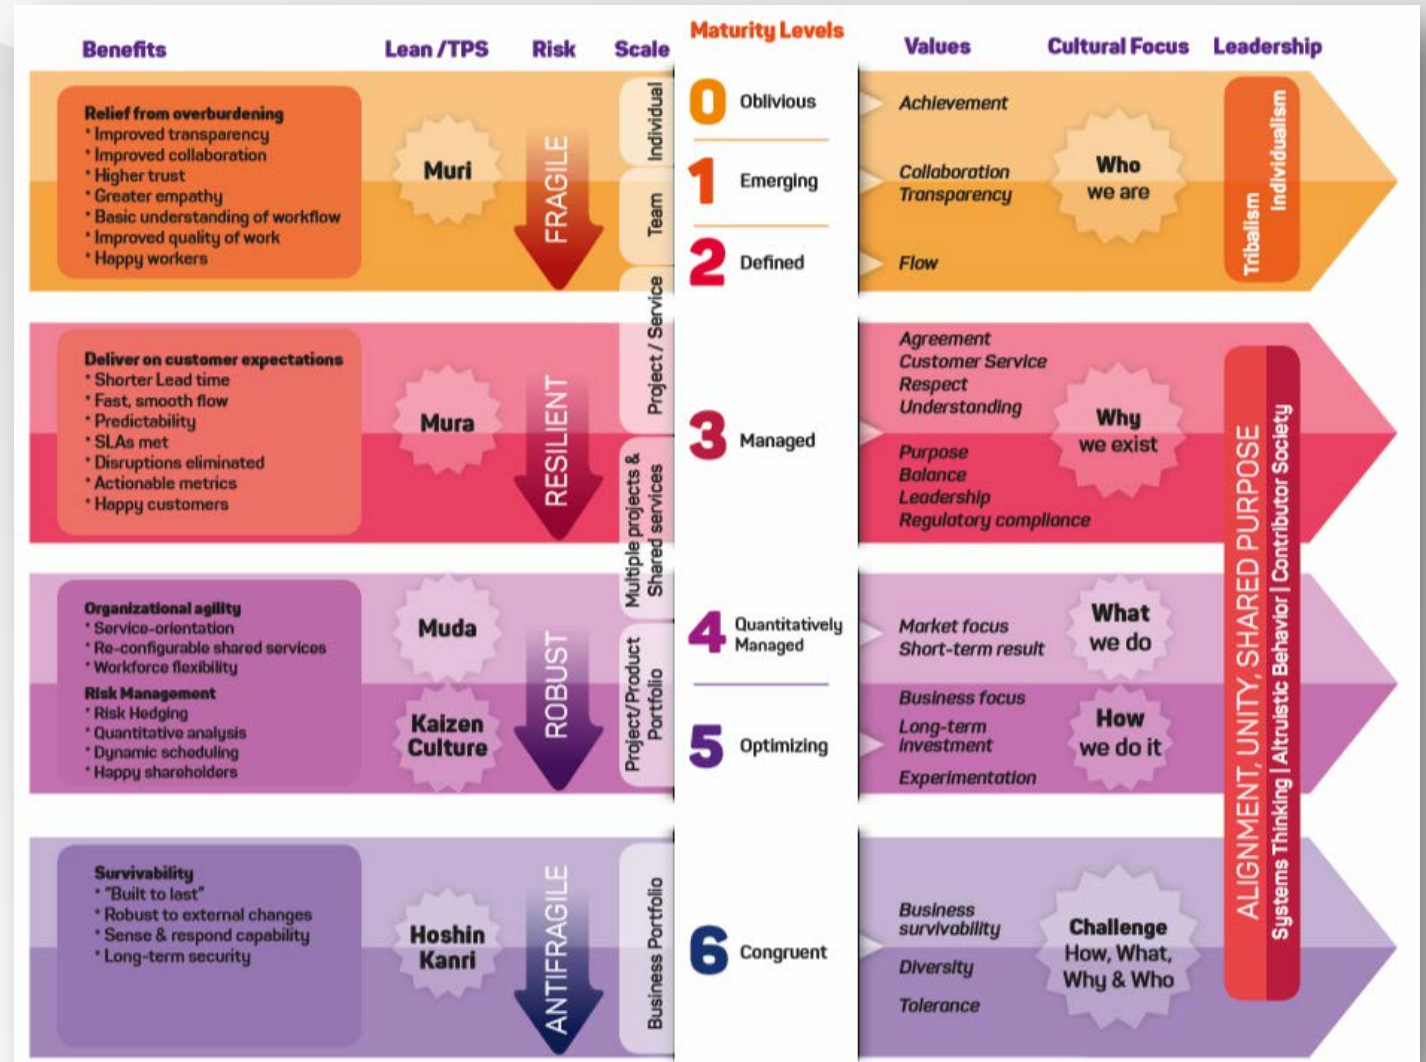 Benefits
Lean /TPS
Risk
Scale
Maturity Levels
Values
Cultural Focus
Leadership
Relief from overburdening
* Improved transparency
* Improved collaboration
* Higher trust
* Greater empathy
* Basic understanding of workflow
* Improved quality of work
* Happy workers
Muri
FRAGILE
Individual
Team
0 Oblivious
1 Emerging
2 Defined
Achievement
Collaboration
Transparency
Flow
Who
we are
Tribalism
Individualism
Deliver on customer expectations
* Shorter Lead time
* Fast, smooth flow
* Predictability
* SLAs met
* Disruptions eliminated
* Actionable metrics
* Happy customers
Mura
RESILIENT
Project / Service
Multiple projects &
Shared services
3 Managed
Agreement
Customer Service
Respect
Understanding
Purpose
Balance
Leadership
Regulatory compliance
Why
we exist
ALIGNMENT, UNITY, SHARED PURPOSE
Systems Thinking | Altruistic Behavior | Contributor Society
Organizational agility
* Service-orientation
* Re-configurable shared services
* Workforce flexibility
Risk Management
* Risk Hedging
* Quantitative analysis
* Dynamic scheduling
* Happy shareholders
Muda
Kaizen
Culture
ROBUST
Project/Product
Portfolio
4 Quantitatively
Managed
5 Optimizing
Market focus
Short-term result
Business focus
Long-term
investment
Experimentation
What
we do
How
we do it
Survivability
* "Built to last"
* Robust to external changes
* Sense & respond capability
* Long-term security
Hoshin
Kanri
ANTIFRAGILE
Business Portfolio
6 Congruent
Business
survivability
Diversity
Tolerance
Challenge
How, What,
Why & Who